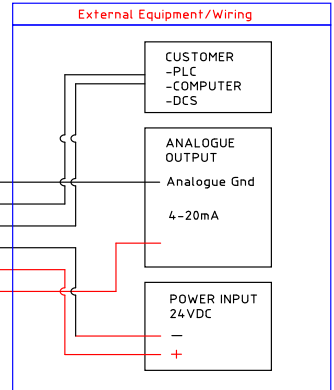 External Equipment/Wiring
CUSTOMER
-PLC
-COMPUTER
-DCS
ANALOGUE
OUTPUT
Analogue Gnd
4-20mA
POWER INPUT
24VDC
—
+